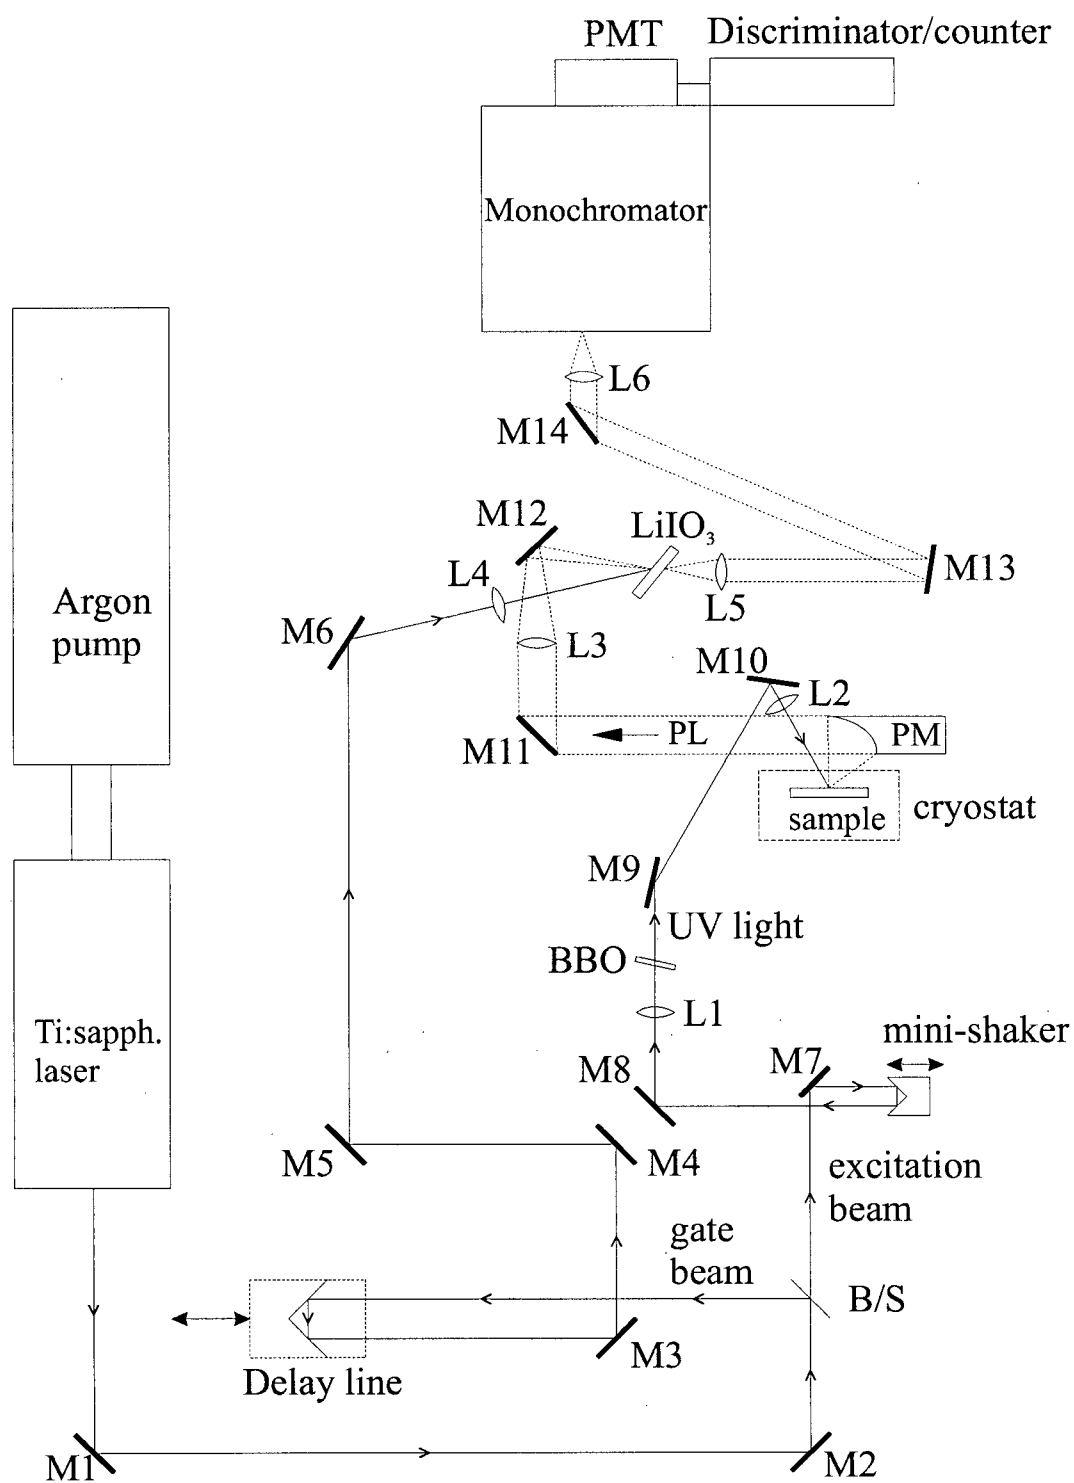 PMT
Discriminator/counter
Monochromator
L6
M14
M12
LiIO₃
M13
L4
L5
Argon
pump
M6
L3
M10
L2
M11
PL
PM
sample
cryostat
M9
UV light
BBO
L1
Ti:sapph.
laser
mini-shaker
M7
M8
M5
M4
excitation
beam
gate
beam
B/S
M3
Delay line
M1
M2